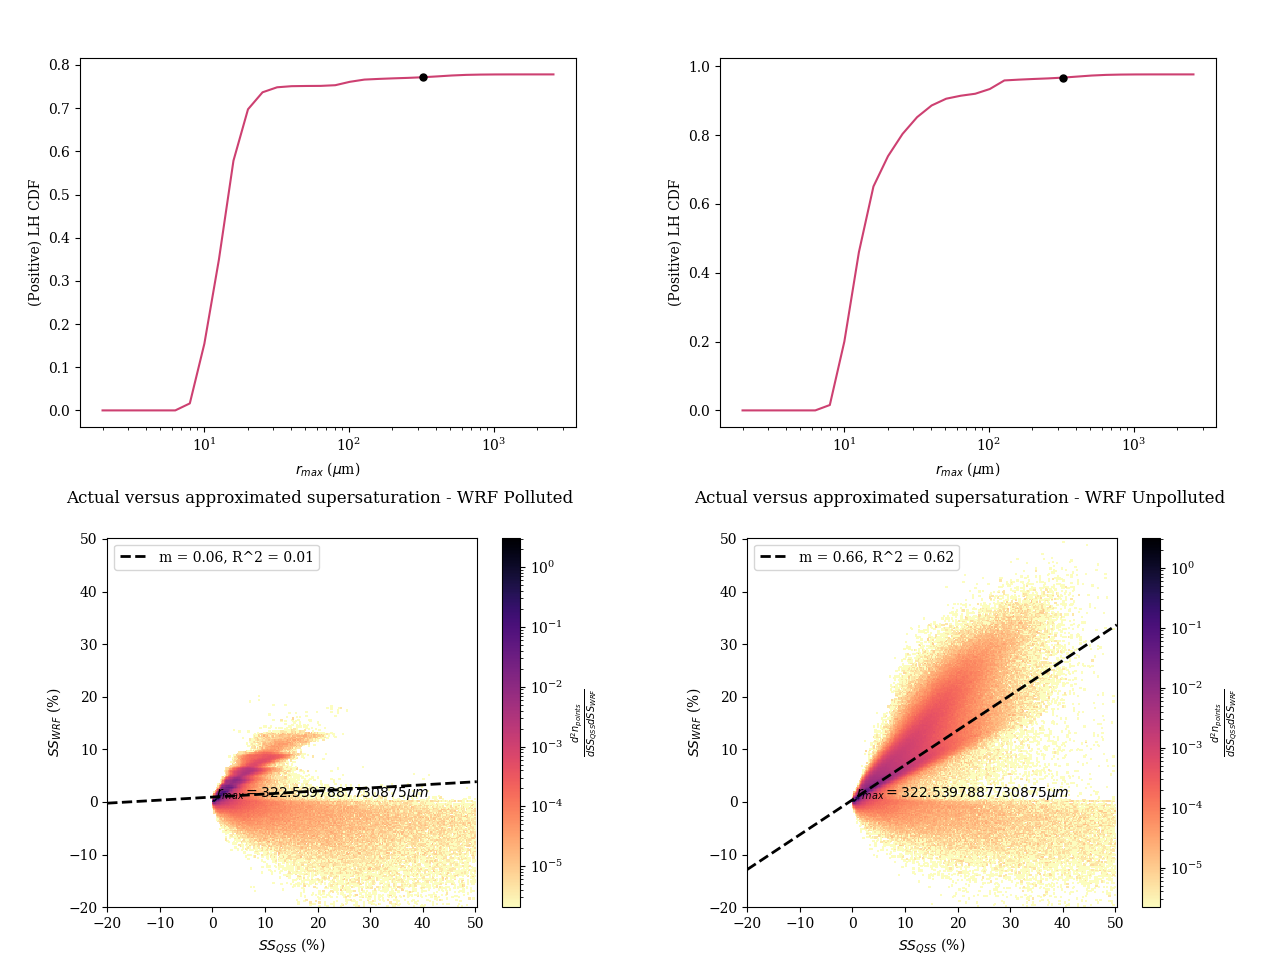 0.8
0.7
0.6
0.5
0.4
0.3
0.2
0.1
0.0
(Positive) LH CDF
10^1 10^2 10^3
r_max (μm)
1.0
0.8
0.6
0.4
0.2
0.0
(Positive) LH CDF
10^1 10^2 10^3
r_max (μm)
Actual versus approximated supersaturation - WRF Polluted
m = 0.06, R^2 = 0.01
50
40
30
20
10
0
−10
−20
SS_WRF (%)
r_max = 322.5397887730875μm
−20 −10 0 10 20 30 40 50
SS_QSS (%)
10^0
10^−1
10^−2
10^−3
10^−4
10^−5
d²n_points
dSS_QSS dSS_WRF
Actual versus approximated supersaturation - WRF Unpolluted
m = 0.66, R^2 = 0.62
50
40
30
20
10
0
−10
−20
SS_WRF (%)
r_max = 322.5397887730875μm
−20 −10 0 10 20 30 40 50
SS_QSS (%)
10^0
10^−1
10^−2
10^−3
10^−4
10^−5
d²n_points
dSS_QSS dSS_WRF